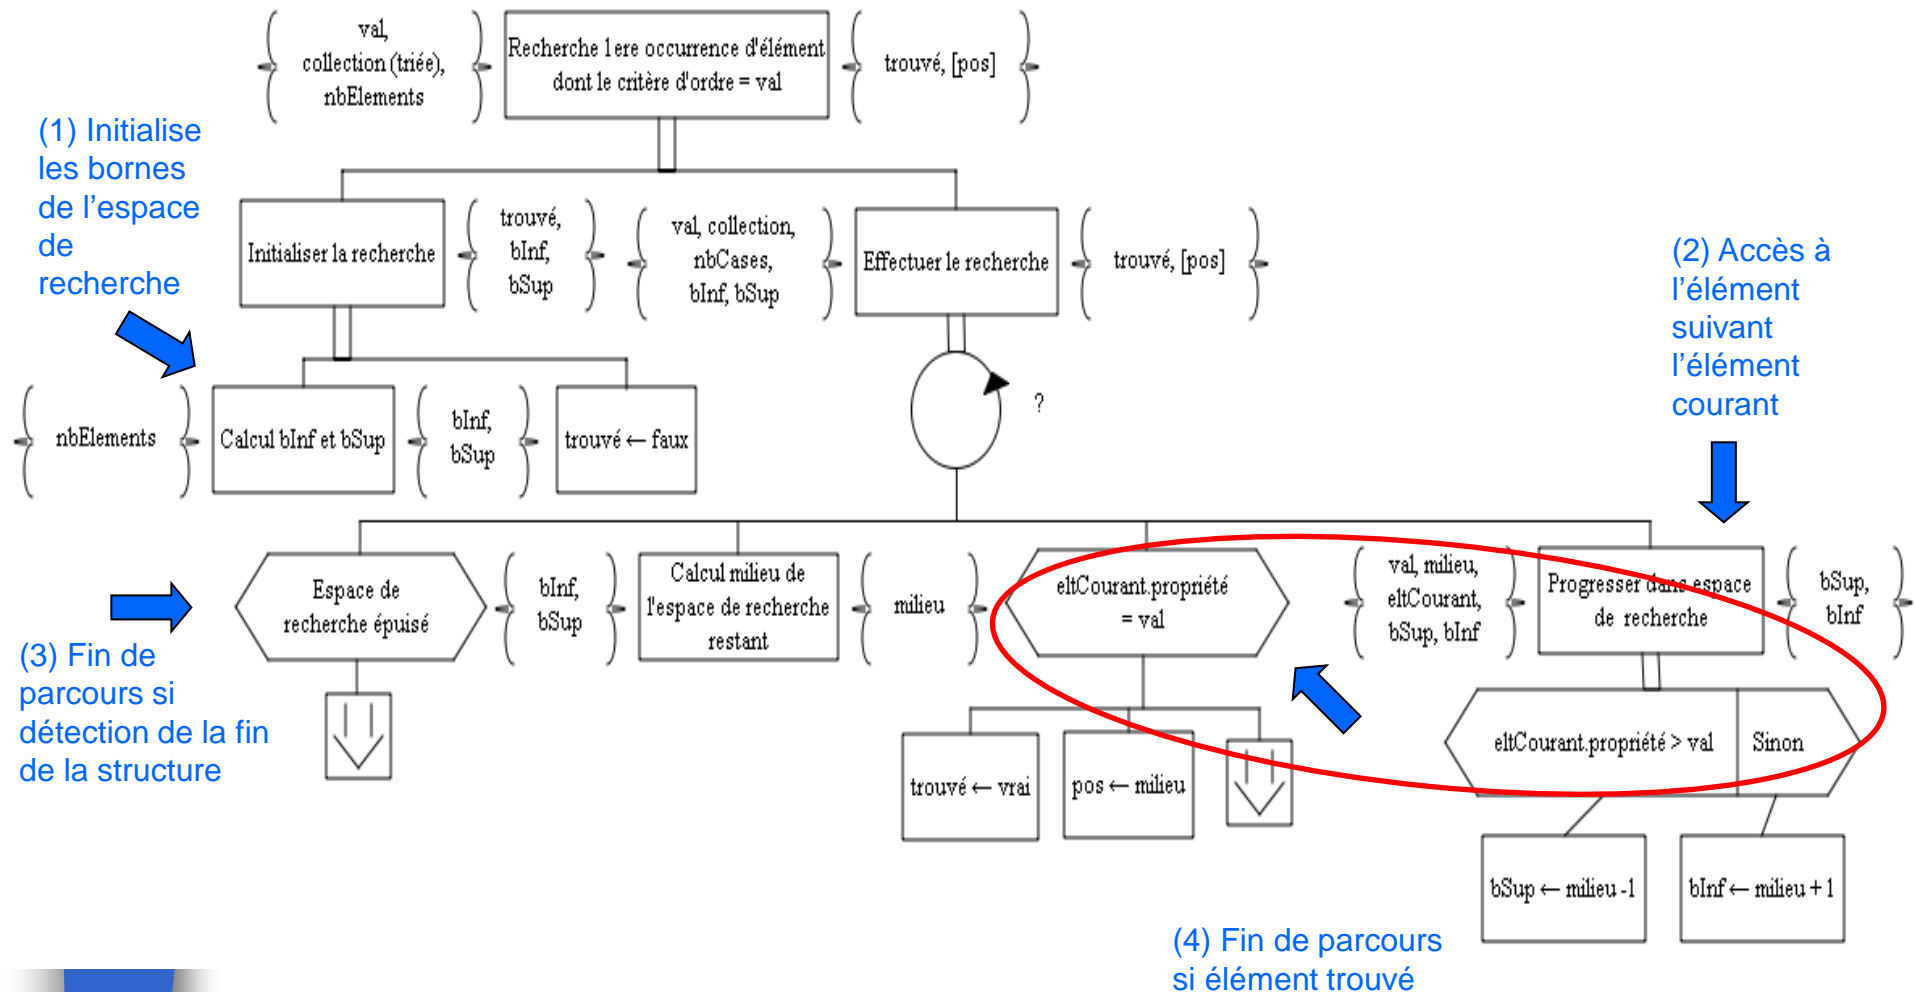 val,
collection (triée),
nbElements
Recherche 1ere occurrence d'élément
dont le critère d'ordre = val
trouvé, [pos]
(1) Initialise
les bornes
de l'espace
de
recherche
Initialiser la recherche
trouvé,
bInf,
bSup
val, collection,
nbCases,
bInf, bSup
Effectuer le recherche
trouvé, [pos]
(2) Accès à
l'élément
suivant
l'élément
courant
nbElements
Calcul bInf et bSup
bInf,
bSup
trouvé ← faux
?
Espace de
recherche épuisé
bInf,
bSup
Calcul milieu de
l'espace de recherche
restant
milieu
eltCourant.propriété
= val
val, milieu,
eltCourant,
bSup, bInf
Progresser dans espace
de recherche
bSup,
bInf
(3) Fin de
parcours si
détection de la fin
de la structure
trouvé ← vrai
pos ← milieu
eltCourant.propriété > val
Sinon
bSup ← milieu -1
bInf ← milieu + 1
(4) Fin de parcours
si élément trouvé